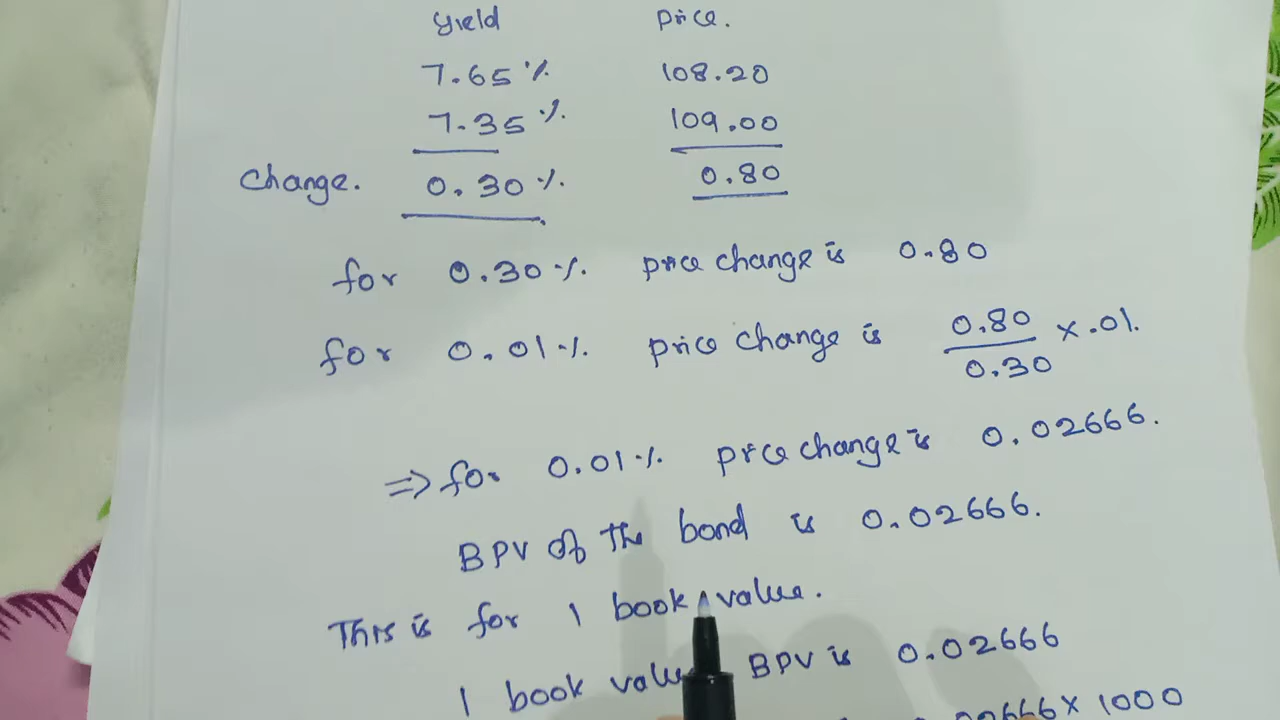 Yield Price.
7.65% 108.20
7.35% 109.00
Change. 0.30% 0.80
for 0.30% price change is 0.80
for 0.01% price change is 0.80/0.30 x .01.
⇒ for 0.01% price change is 0.02666.
BPV of the bond is 0.02666.
This is for 1 book value.
1 book value BPV is 0.02666
x 1000